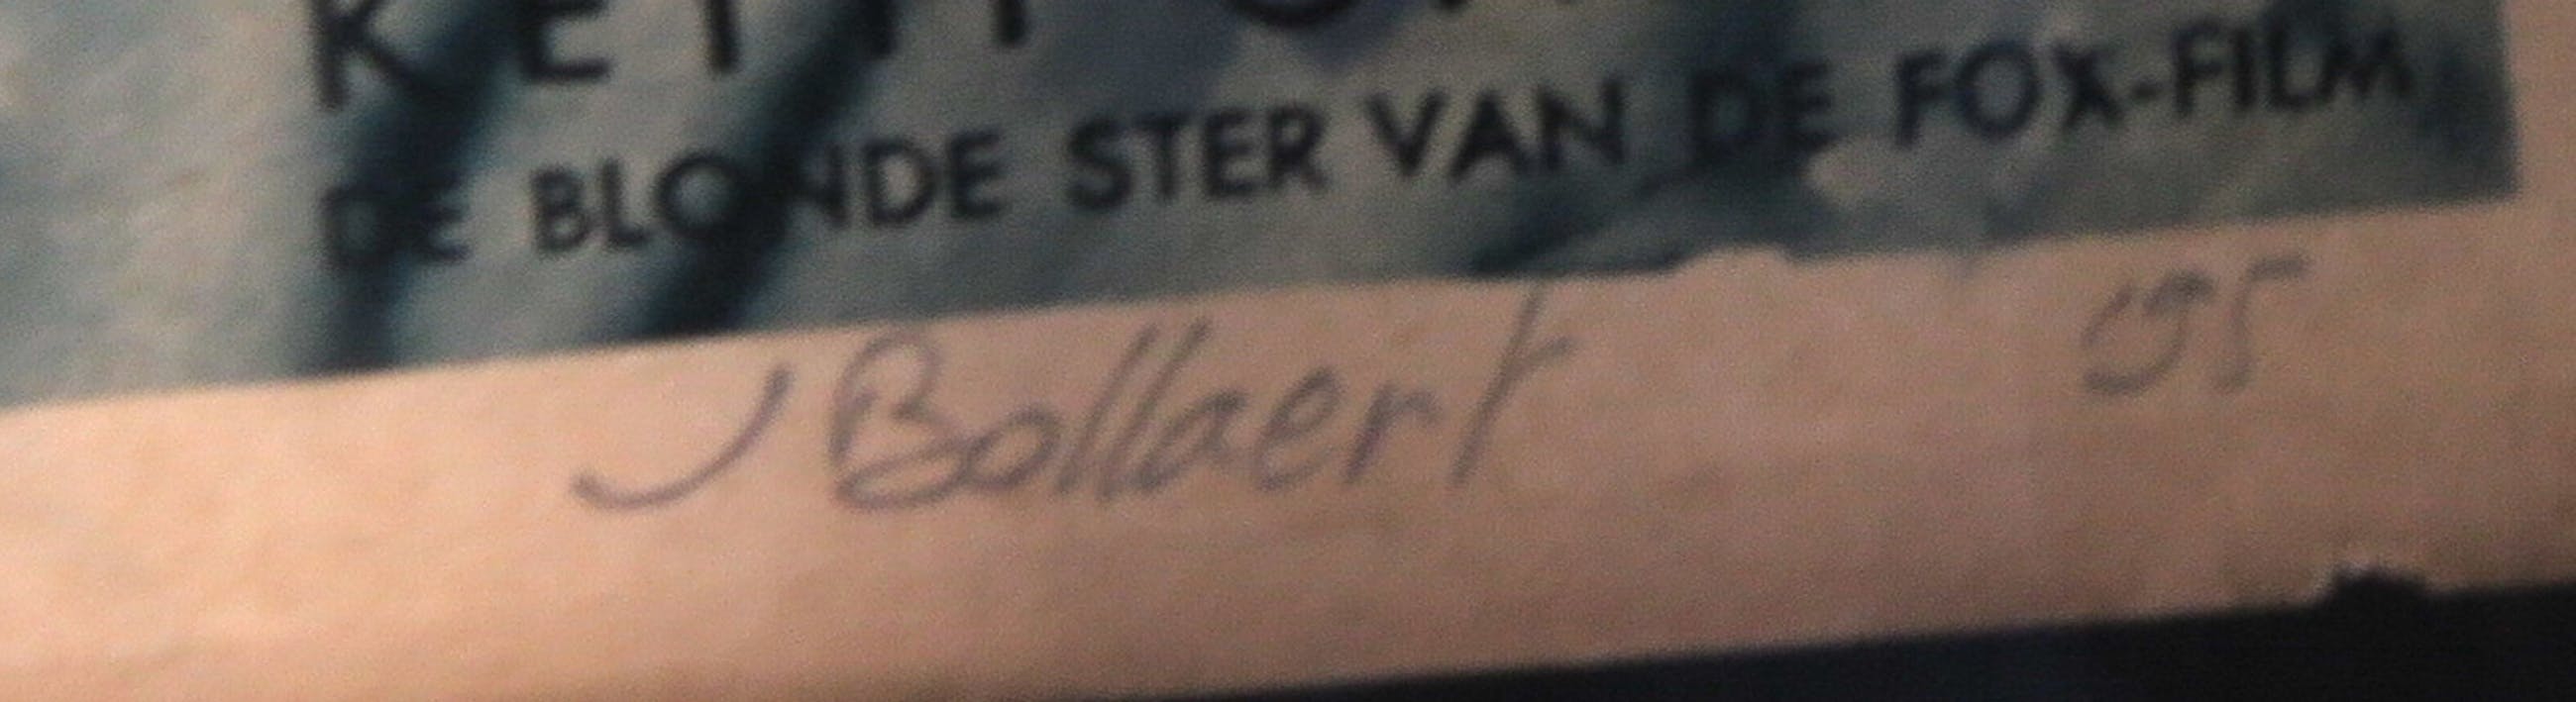 DE BLONDE STER VAN DE FOX-FILM
J Bollaert '95